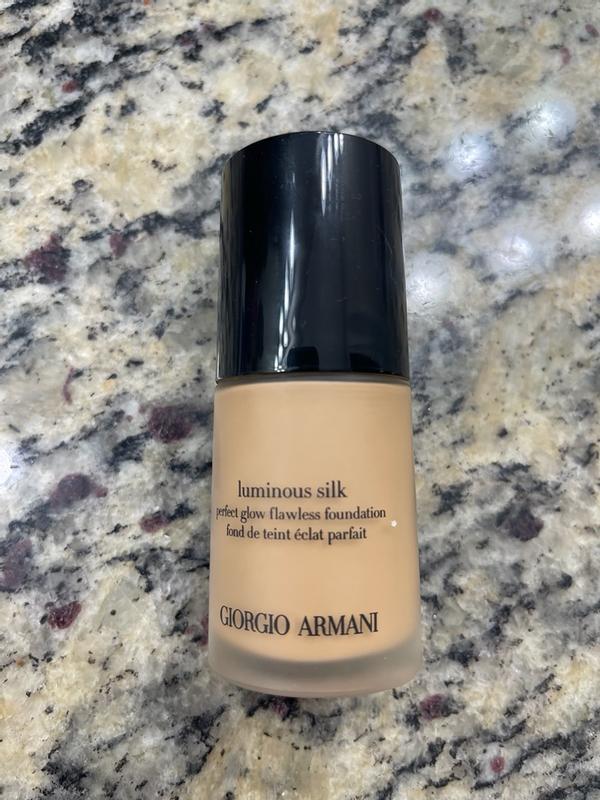 luminous silk
perfect glow flawless foundation
fond de teint éclat parfait
GIORGIO ARMANI